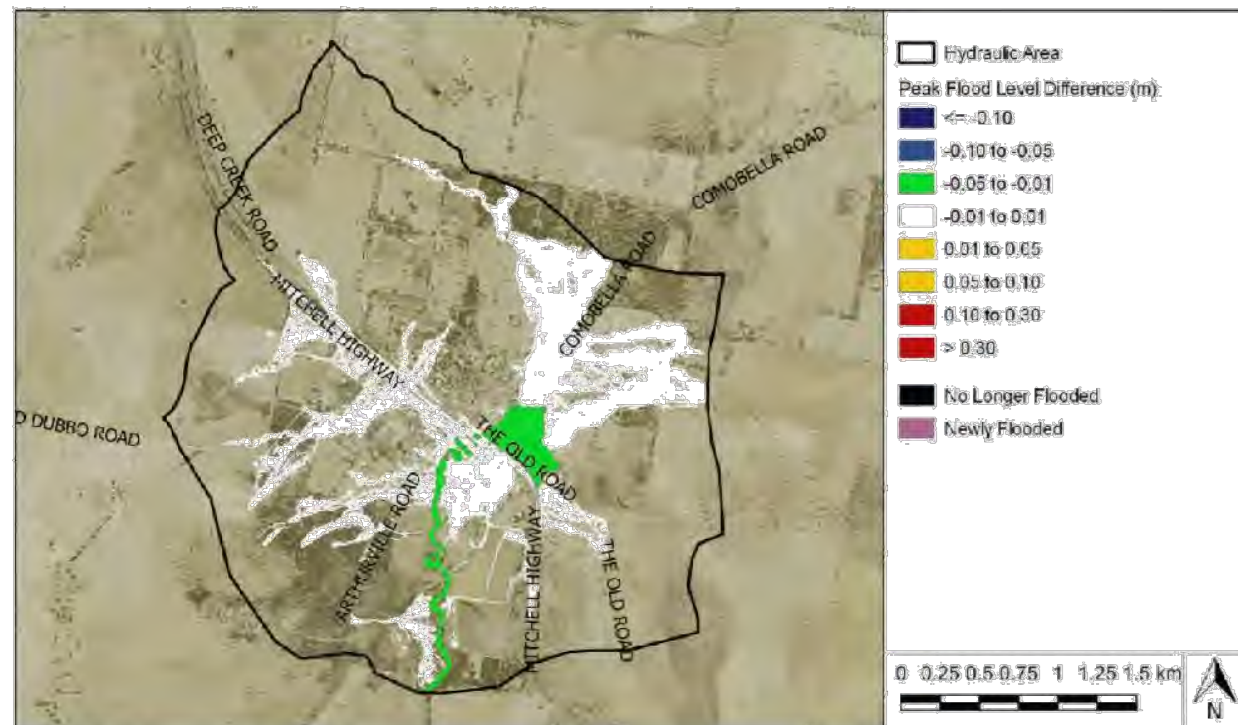 DEEP CREEK ROAD
COMOBELLA ROAD
COMOBELLA ROAD
MITCHELL HIGHWAY
D DUBBO ROAD
THE OLD ROAD
ARTHURVILLE ROAD
MITCHELL HIGHWAY
THE OLD ROAD
Hydraulic Area
Peak Flood Level Difference (m)
<= -0.10
-0.10 to -0.05
-0.05 to -0.01
-0.01 to 0.01
0.01 to 0.05
0.05 to 0.10
0.10 to 0.30
> 0.30
No Longer Flooded
Newly Flooded
0 0.25 0.5 0.75 1 1.25 1.5 km
N